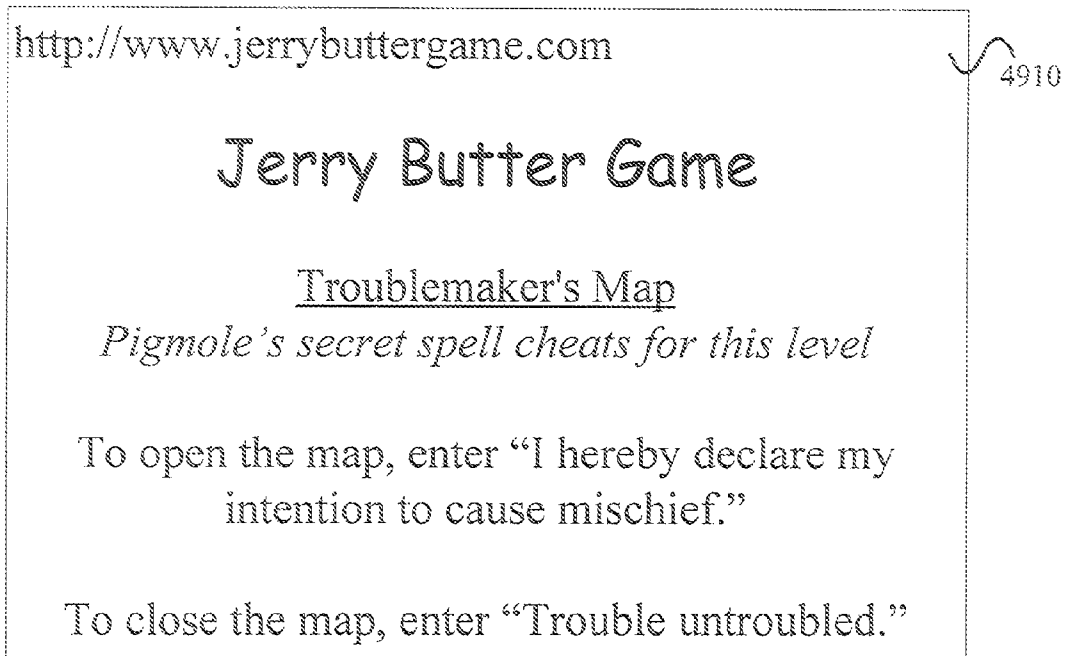 http://www.jerrybuttergame.com
4910
Jerry Butter Game
Troublemaker's Map
Pigmole's secret spell cheats for this level
To open the map, enter “I hereby declare my
intention to cause mischief.”
To close the map, enter “Trouble untroubled.”